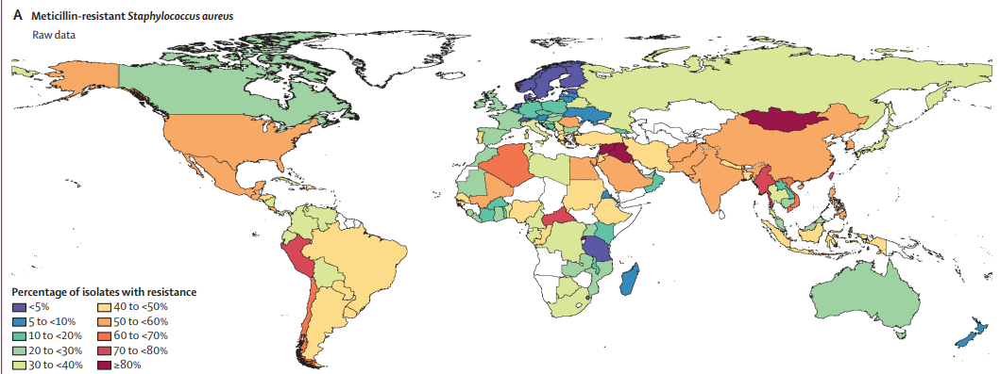 A Meticillin-resistant Staphylococcus aureus
Raw data
Percentage of isolates with resistance
<5%
5 to <10%
10 to <20%
20 to <30%
30 to <40%
40 to <50%
50 to <60%
60 to <70%
70 to <80%
≥80%